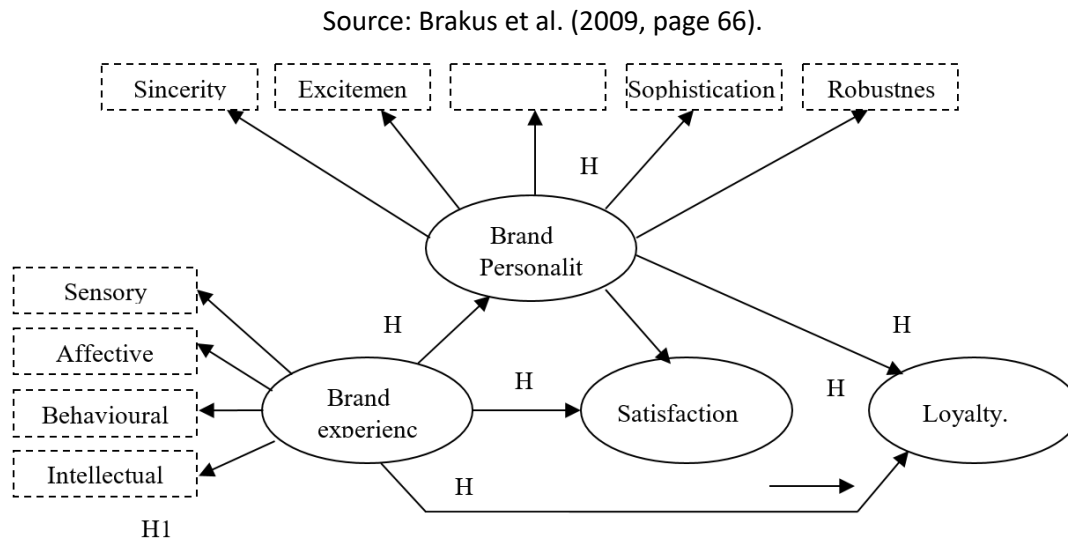 Source: Brakus et al. (2009, page 66).
Sincerity
Excitemen
Sophistication
Robustnes
H
Brand
Personalit
Sensory
H
H
Affective
H
H
Brand
experienc
Satisfaction
Loyalty.
Behavioural
Intellectual
H
H1